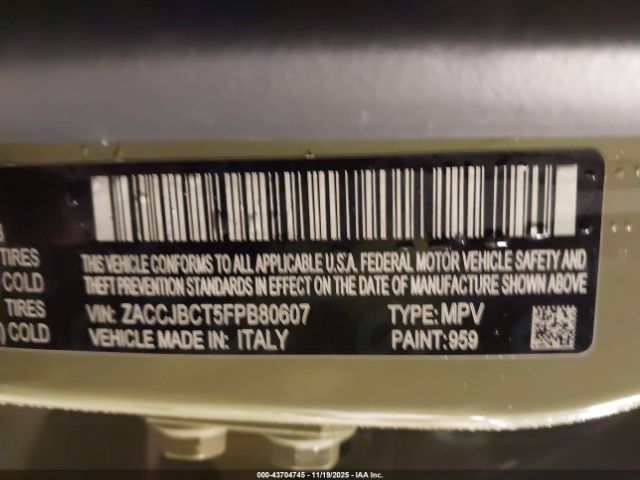 THIS VEHICLE CONFORMS TO ALL APPLICABLE U.S.A. FEDERAL MOTOR VEHICLE SAFETY AND
THEFT PREVENTION STANDARDS IN EFFECT ON THE DATE OF MANUFACTURE SHOWN ABOVE
VIN: ZACCJBCT5FPB80607 TYPE: MPV
VEHICLE MADE IN: ITALY PAINT: 959
TIRES
COLD
TIRES
) COLD
000-43704745 - 11/19/2025 - IAA Inc.